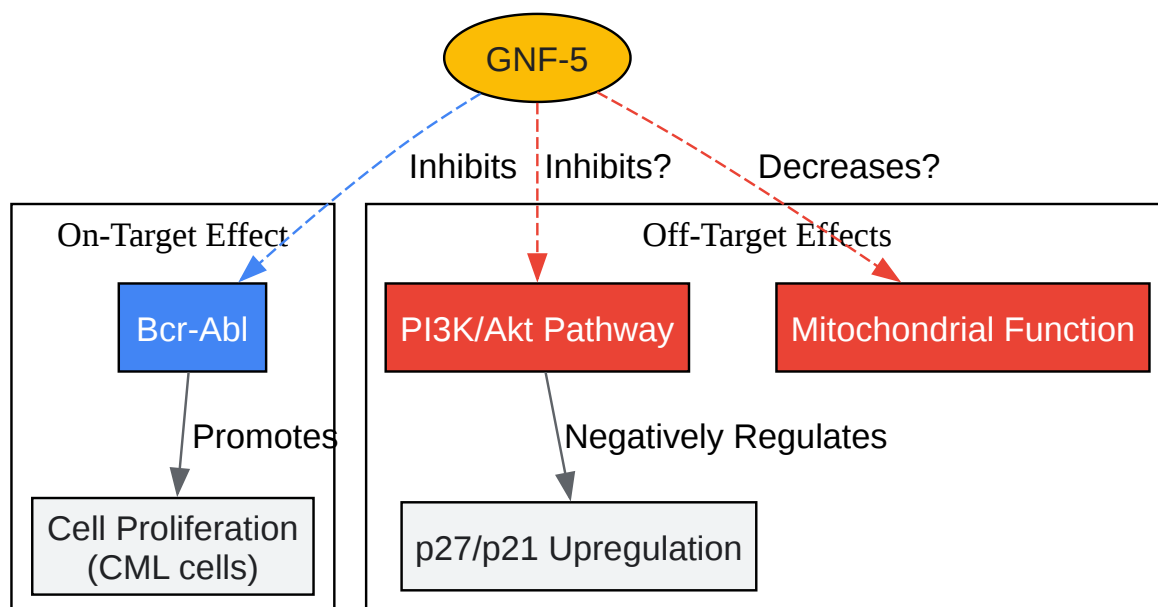 GNF-5
Inhibits
Inhibits?
Decreases?
On-Target Effect
Off-Target Effects
Bcr-Abl
PI3K/Akt Pathway
Mitochondrial Function
Promotes
Negatively Regulates
Cell Proliferation
(CML cells)
p27/p21 Upregulation